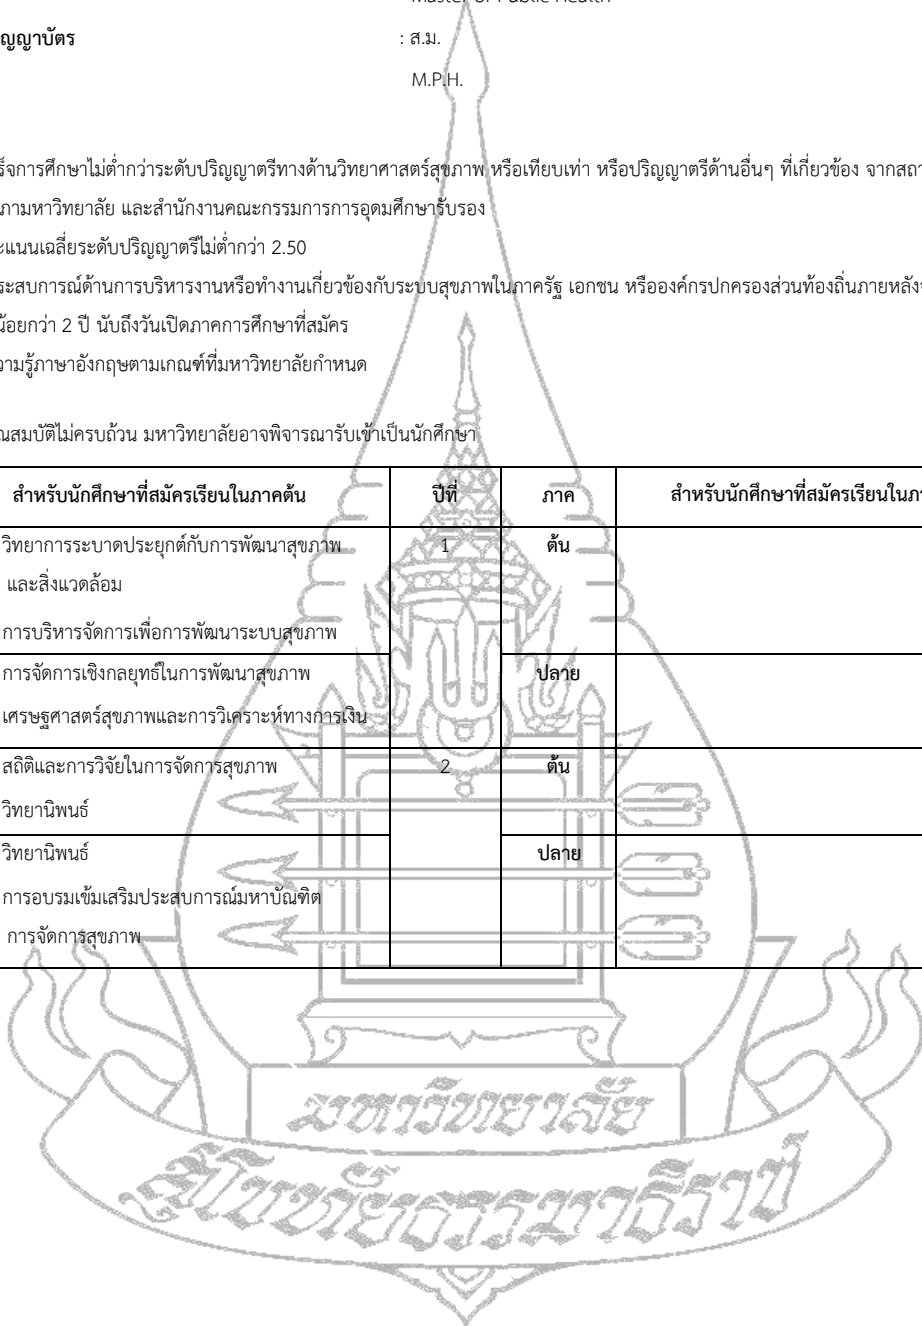 Master of Public Health
ญญาบัตร : ส.ม.
M.P.H.
ร็จการศึกษาไม่ต่ำกว่าระดับปริญญาตรีทางด้านวิทยาศาสตร์สุขภาพ หรือเทียบเท่า หรือปริญญาตรีด้านอื่นๆ ที่เกี่ยวข้อง จากสถา
ภามหาวิทยาลัย และสำนักงานคณะกรรมการการอุดมศึกษารับรอง
ะแนนเฉลี่ยระดับปริญญาตรีไม่ต่ำกว่า 2.50
ระสบการณ์ด้านการบริหารงานหรือทำงานเกี่ยวข้องกับระบบสุขภาพในภาครัฐ เอกชน หรือองค์กรปกครองส่วนท้องถิ่นภายหลังจ
น้อยกว่า 2 ปี นับถึงวันเปิดภาคการศึกษาที่สมัคร
วามรู้ภาษาอังกฤษตามเกณฑ์ที่มหาวิทยาลัยกำหนด
ณสมบัติไม่ครบถ้วน มหาวิทยาลัยอาจพิจารณารับเข้าเป็นนักศึกษา
สำหรับนักศึกษาที่สมัครเรียนในภาคต้น ปีที่ ภาค สำหรับนักศึกษาที่สมัครเรียนในภา
วิทยาการระบาดประยุกต์กับการพัฒนาสุขภาพ 1 ต้น
และสิ่งแวดล้อม
การบริหารจัดการเพื่อการพัฒนาระบบสุขภาพ
การจัดการเชิงกลยุทธ์ในการพัฒนาสุขภาพ ปลาย
เศรษฐศาสตร์สุขภาพและการวิเคราะห์ทางการเงิน
สถิติและการวิจัยในการจัดการสุขภาพ 2 ต้น
วิทยานิพนธ์
วิทยานิพนธ์ ปลาย
การอบรมเข้มเสริมประสบการณ์มหาบัณฑิต
การจัดการสุขภาพ
มหาวิทยาลัย
สุโขทัยธรรมาธิราช